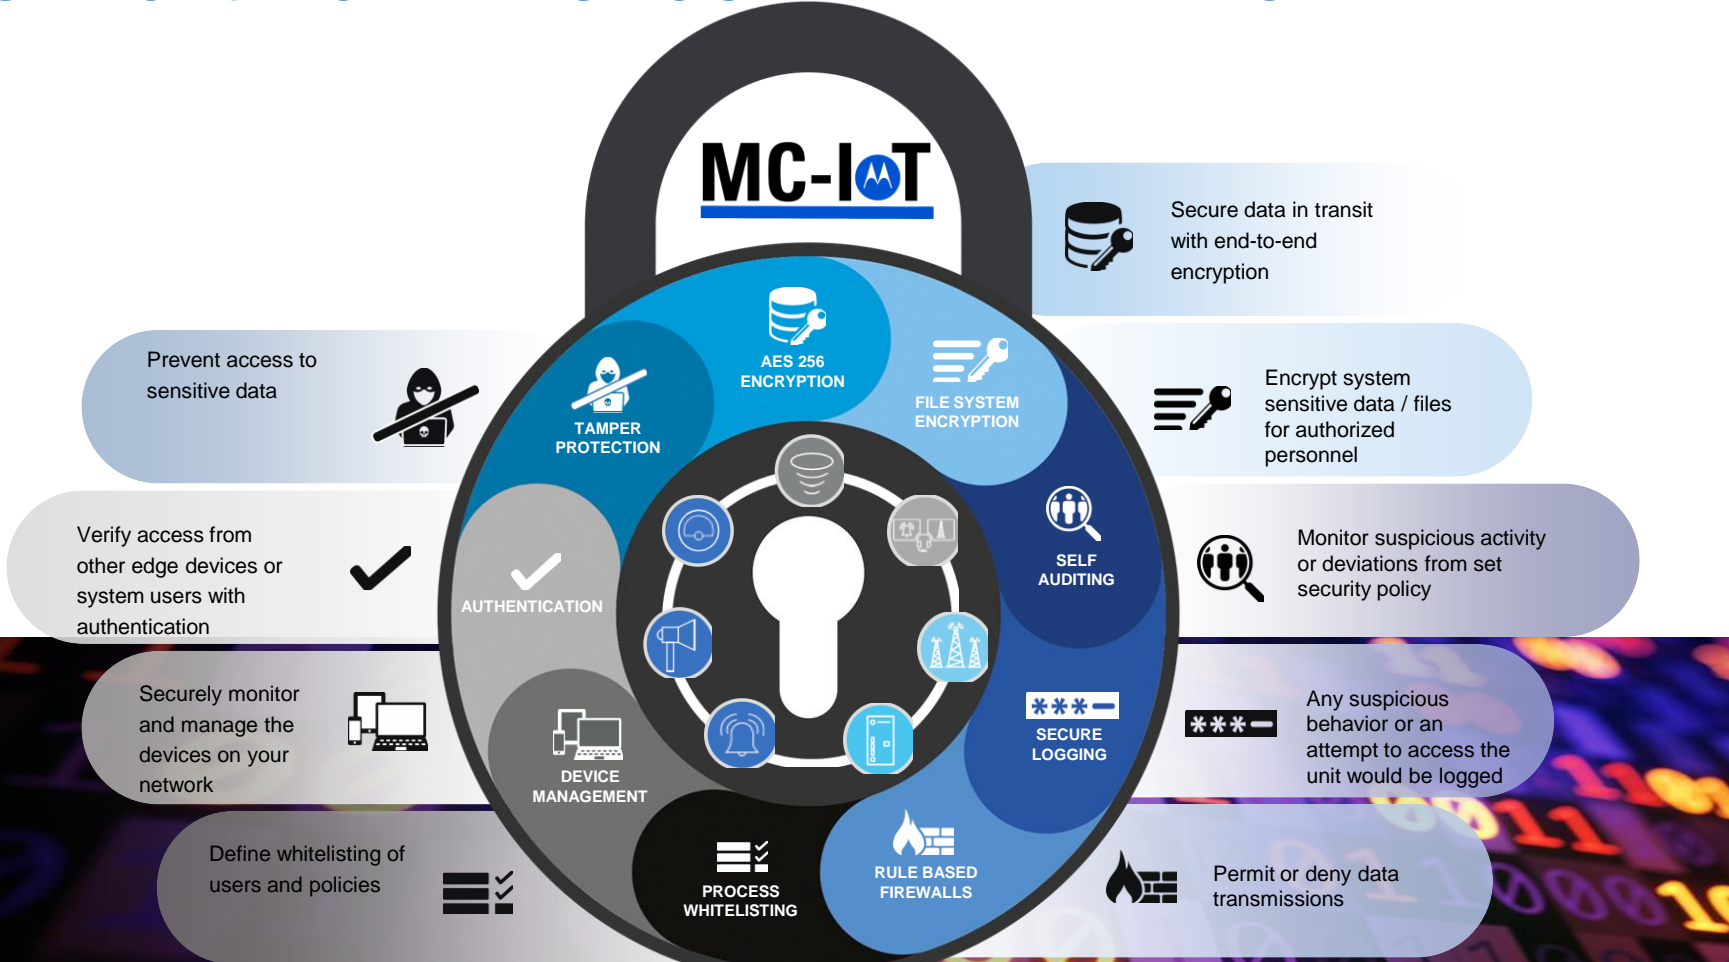 MC-IoT
Secure data in transit
with end-to-end
encryption
Prevent access to
sensitive data
AES 256
ENCRYPTION
FILE SYSTEM
ENCRYPTION
TAMPER
PROTECTION
Encrypt system
sensitive data / files
for authorized
personnel
Verify access from
other edge devices or
system users with
authentication
AUTHENTICATION
SELF
AUDITING
Monitor suspicious activity
or deviations from set
security policy
Securely monitor
and manage the
devices on your
network
DEVICE
MANAGEMENT
***–
SECURE
LOGGING
***–
Any suspicious
behavior or an
attempt to access the
unit would be logged
Define whitelisting of
users and policies
PROCESS
WHITELISTING
RULE BASED
FIREWALLS
Permit or deny data
transmissions